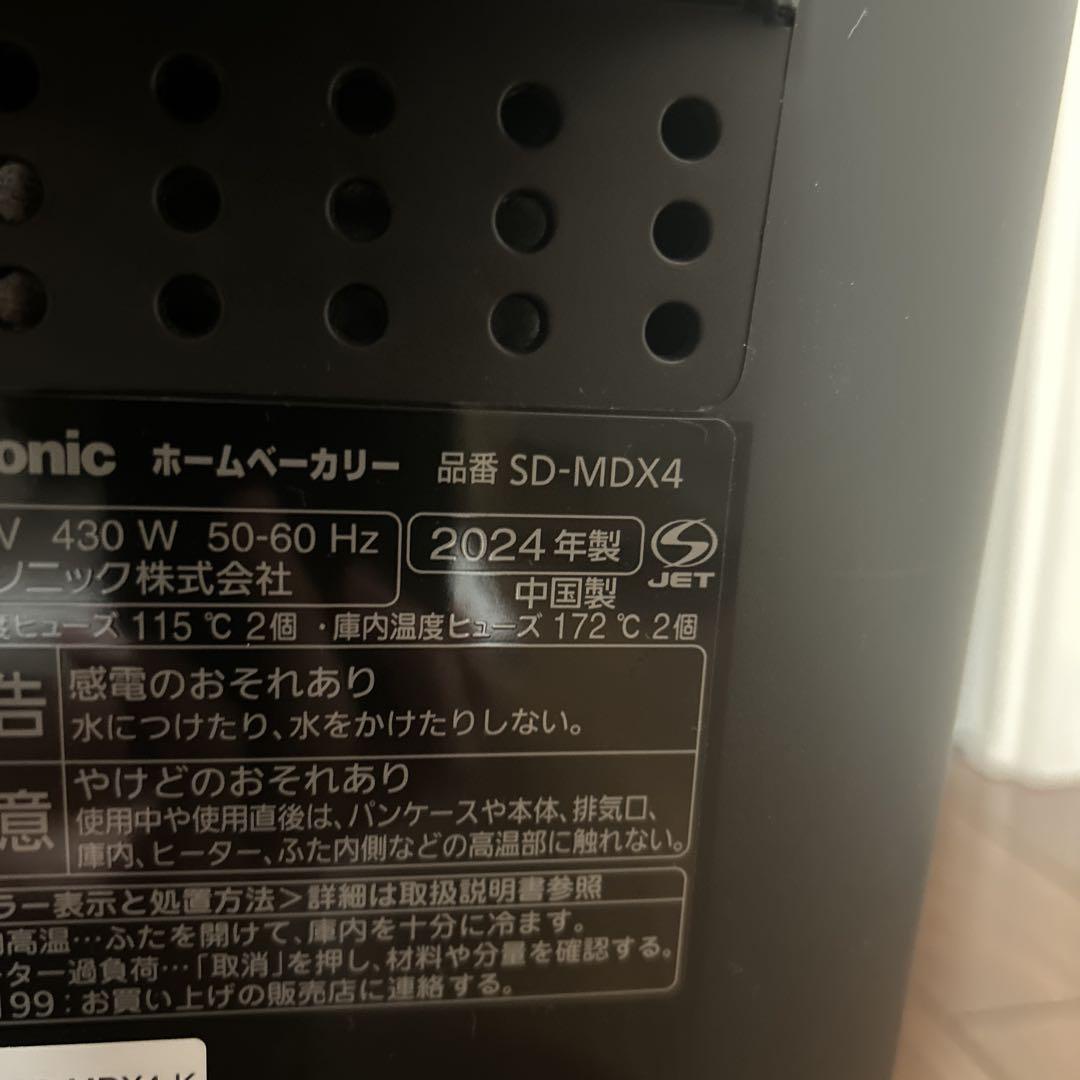 onic ホームベーカリー 品番 SD-MDX4
V 430 W 50-60 Hz 2024年製
ソニック株式会社 中国製 JET
度ヒューズ 115 ℃ 2個 ・庫内温度ヒューズ 172 ℃ 2個
告 感電のおそれあり
水につけたり、水をかけたりしない。
意 やけどのおそれあり
使用中や使用直後は、パンケースや本体、排気口、
庫内、ヒーター、ふた内側などの高温部に触れない。
ラー表示と処置方法＞詳細は取扱説明書参照
高温…ふたを開けて、庫内を十分に冷ます。
ーター過負荷…「取消」を押し、材料や分量を確認する。
199：お買い上げの販売店に連絡する。